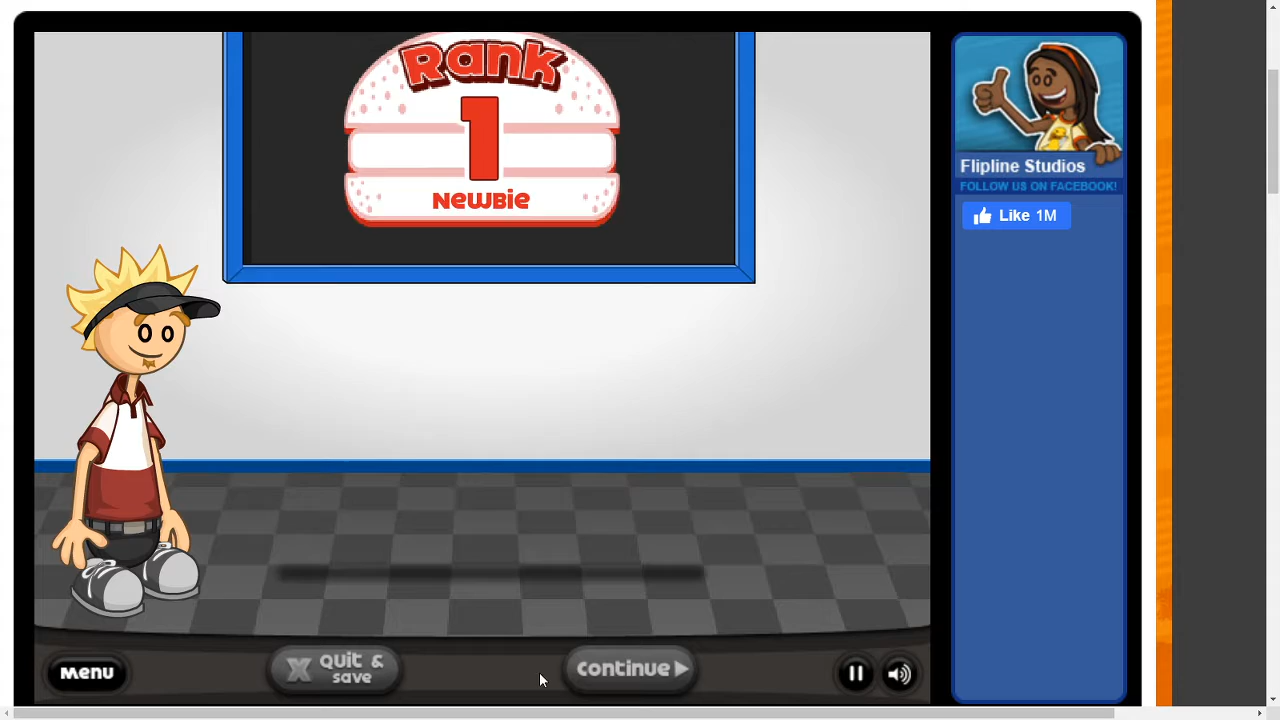 Rank
1
Newbie
Flipline Studios
FOLLOW US ON FACEBOOK!
Like 1M
Menu
X Quit &
save
Continue